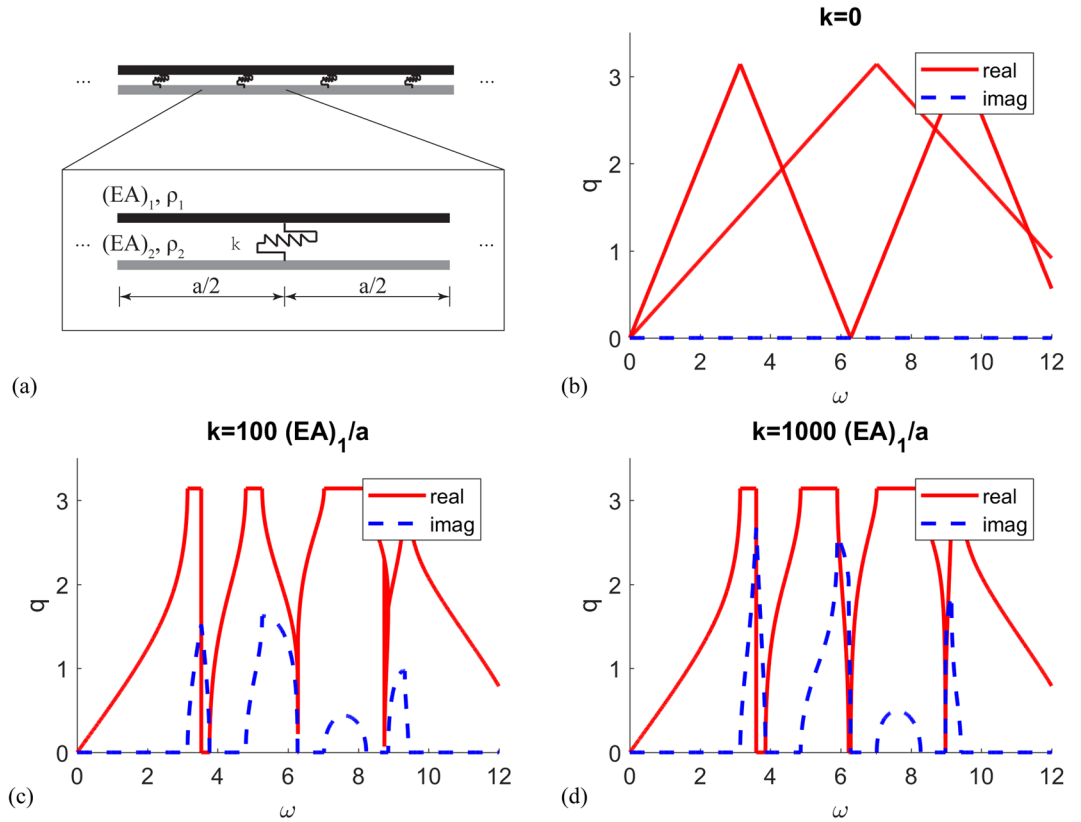 ... ...
(EA)₁, ρ₁
... (EA)₂, ρ₂ k ...
a/2 a/2
(a)
k=0
real
imag
3
2
1
0
q
0 2 4 6 8 10 12
ω
(b)
k=100 (EA)₁/a
real
imag
3
2
1
0
q
0 2 4 6 8 10 12
ω
(c)
k=1000 (EA)₁/a
real
imag
3
2
1
0
q
0 2 4 6 8 10 12
ω
(d)